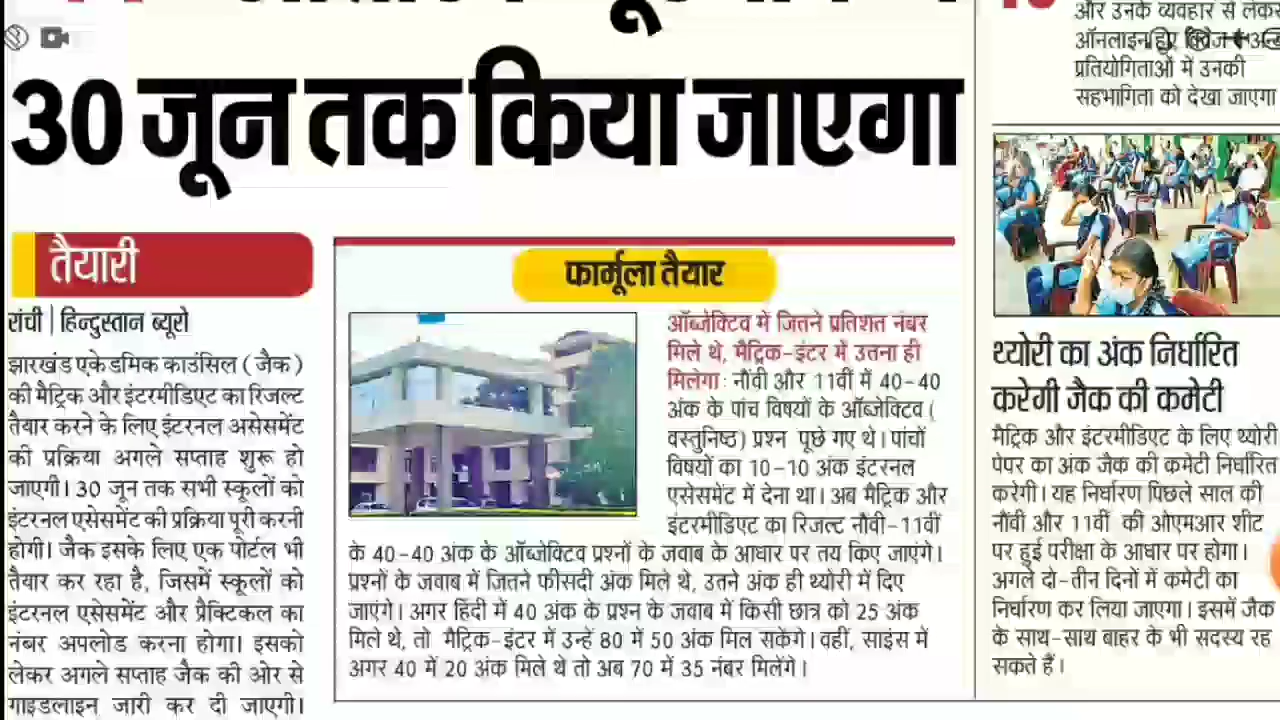 30 जून तक किया जाएगा
तैयारी
रांची | हिन्दुस्तान ब्यूरो
झारखंड एकेडमिक काउंसिल (जैक)
की मैट्रिक और इंटरमीडिएट का रिजल्ट
तैयार करने के लिए इंटरनल असेसमेंट
की प्रक्रिया अगले सप्ताह शुरू हो
जाएगी। 30 जून तक सभी स्कूलों को
इंटरनल एसेसमेंट की प्रक्रिया पूरी करनी
होगी। जैक इसके लिए एक पोर्टल भी
तैयार कर रहा है, जिसमें स्कूलों को
इंटरनल एसेसमेंट और प्रैक्टिकल का
नंबर अपलोड करना होगा। इसको
लेकर अगले सप्ताह जैक की ओर से
गाइडलाइन जारी कर दी जाएगी।
फार्मूला तैयार
ऑब्जेक्टिव में जितने प्रतिशत नंबर
मिले थे, मैट्रिक-इंटर में उतना ही
मिलेगा: नौवीं और 11वीं में 40-40
अंक के पांच विषयों के ऑब्जेक्टिव (
वस्तुनिष्ठ) प्रश्न पूछे गए थे। पांचों
विषयों का 10-10 अंक इंटरनल
एसेसमेंट में देना था। अब मैट्रिक और
इंटरमीडिएट का रिजल्ट नौवीं-11वीं
के 40-40 अंक के ऑब्जेक्टिव प्रश्नों के जवाब के आधार पर तय किए जाएंगे।
प्रश्नों के जवाब में जितने फीसदी अंक मिले थे, उतने अंक ही थ्योरी में दिए
जाएंगे। अगर हिंदी में 40 अंक के प्रश्न के जवाब में किसी छात्र को 25 अंक
मिले थे, तो मैट्रिक-इंटर में उन्हें 80 में 50 अंक मिल सकेंगे। वहीं, साइंस में
अगर 40 में 20 अंक मिले थे तो अब 70 में 35 नंबर मिलेंगे।
और उनके व्यवहार से लेकर
ऑनलाइन हुए
प्रतियोगिताओं में उनकी
सहभागिता को देखा जाएगा
थ्योरी का अंक निर्धारित
करेगी जैक की कमेटी
मैट्रिक और इंटरमीडिएट के लिए थ्योरी
पेपर का अंक जैक की कमेटी निर्धारित
करेगी। यह निर्धारण पिछले साल की
नौवीं और 11वीं की ओएमआर शीट
पर हुई परीक्षा के आधार पर होगा।
अगले दो-तीन दिनों में कमेटी का
निर्धारण कर लिया जाएगा। इसमें जैक
के साथ-साथ बाहर के भी सदस्य रह
सकते हैं।